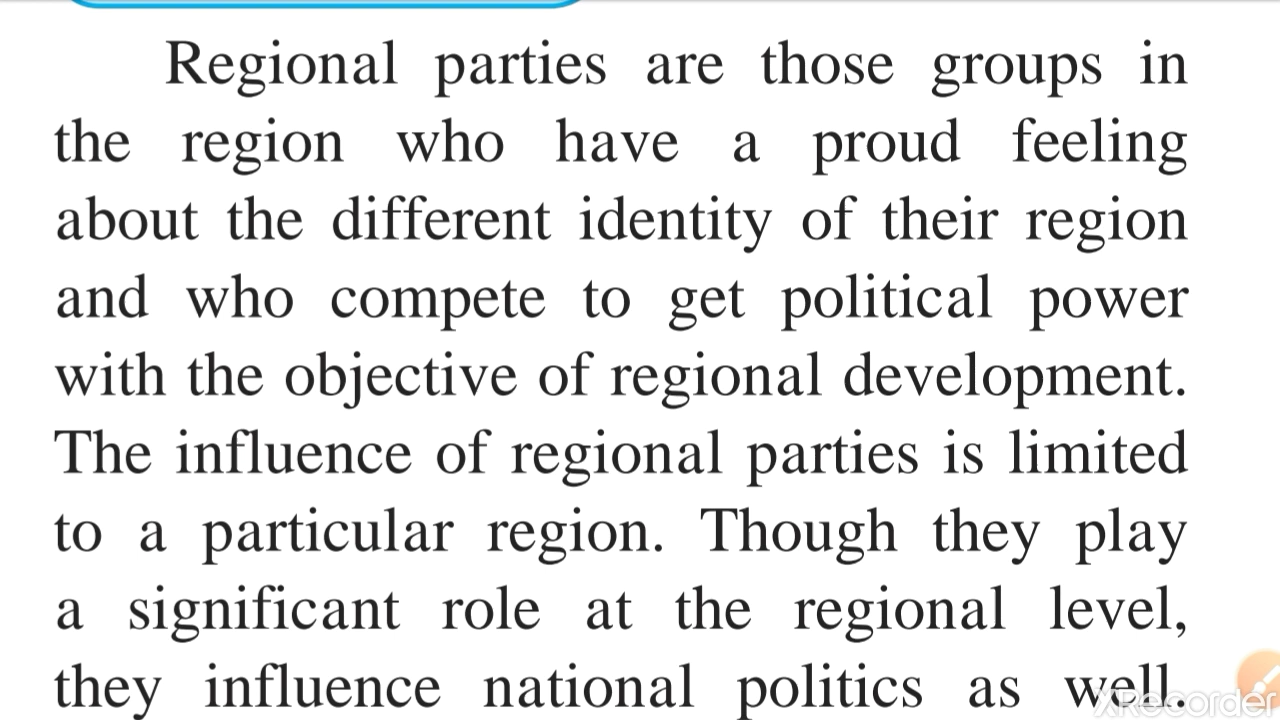 Regional parties are those groups in
the region who have a proud feeling
about the different identity of their region
and who compete to get political power
with the objective of regional development.
The influence of regional parties is limited
to a particular region. Though they play
a significant role at the regional level,
they influence national politics as well.
XRecorder